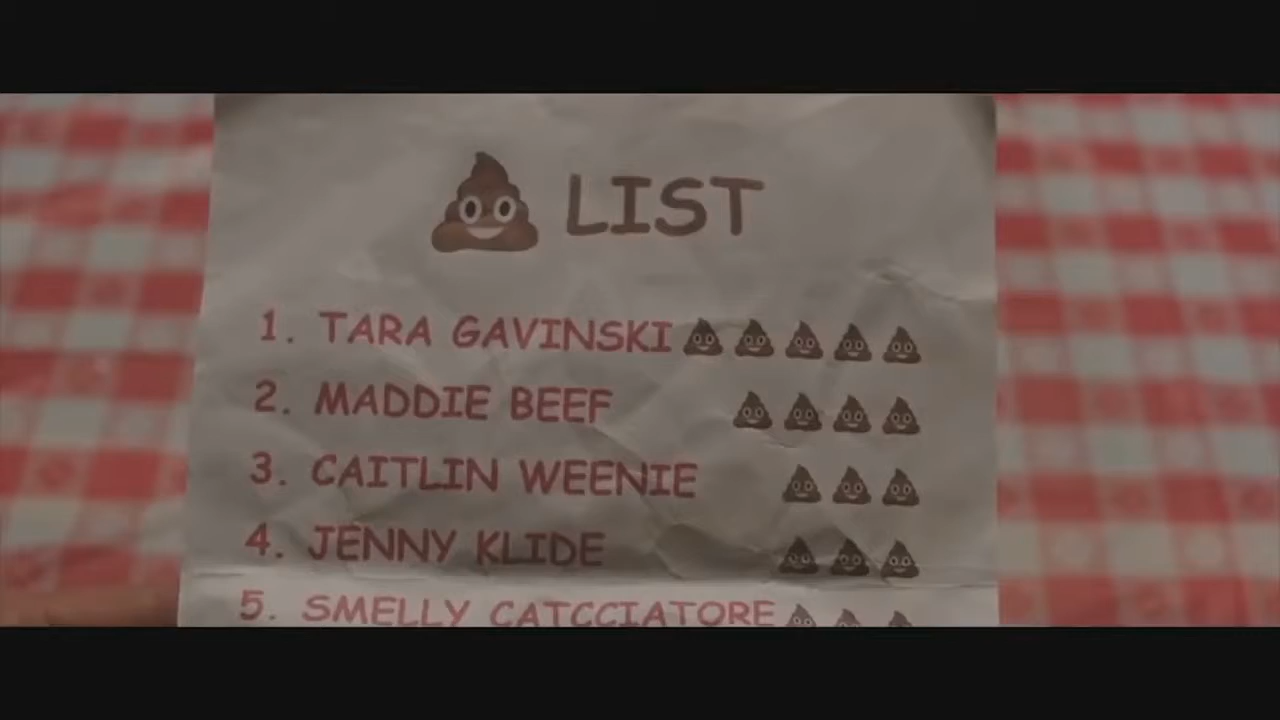 💩 LIST
1. TARA GAVINSKI 💩 💩 💩 💩 💩
2. MADDIE BEEF 💩 💩 💩 💩
3. CAITLIN WEENIE 💩 💩 💩
4. JENNY KLIDE 💩 💩 💩
5. SMELLY CATCCIATORE 💩 💩 💩